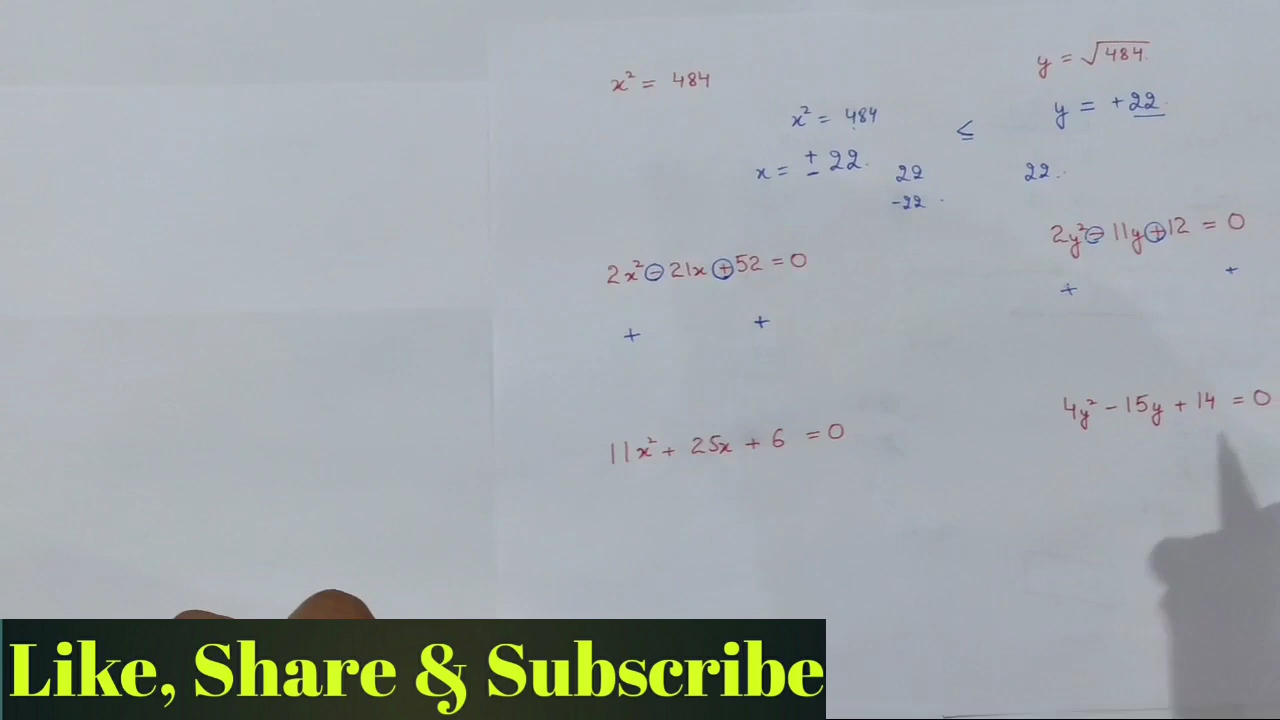 x² = 484
y = √484.
x² = 484
y = + 22
≤
x = ± 22.
22
22.
-22.
2x² - 21x + 52 = 0
2y² - 11y + 12 = 0
+ +
+ +
11x² + 25x + 6 = 0
4y² - 15y + 14 = 0
Like, Share & Subscribe